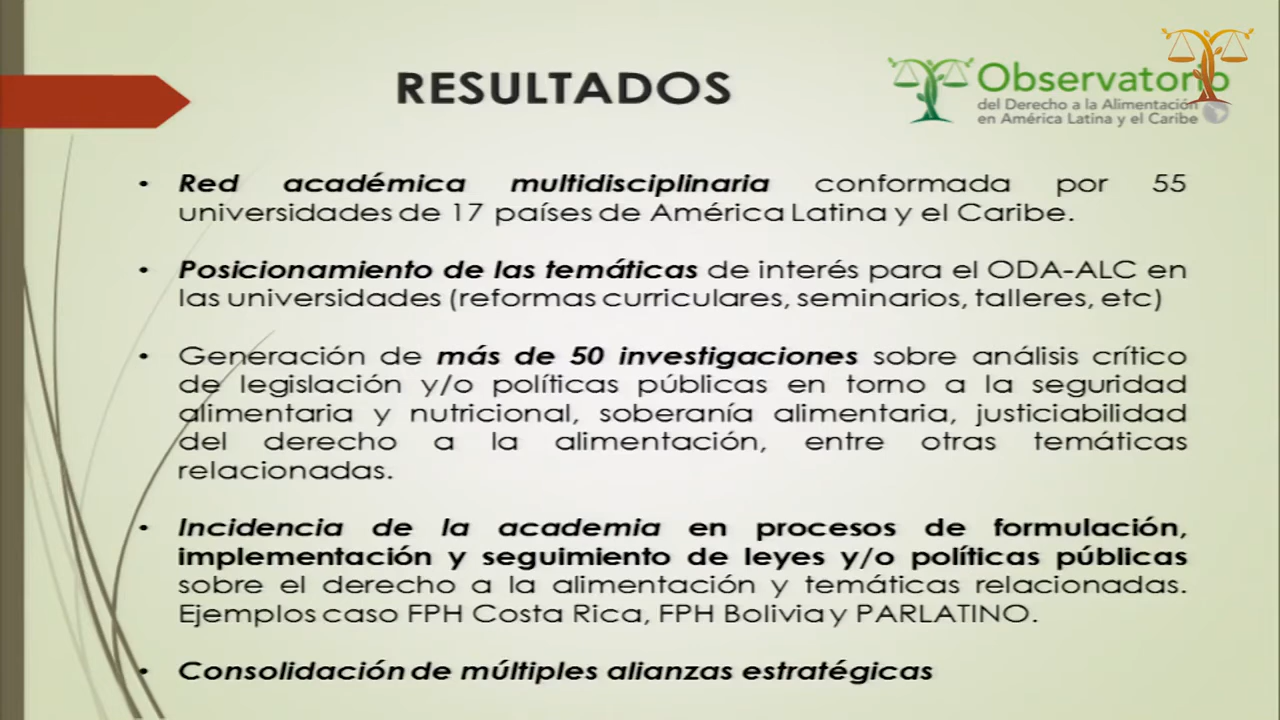 RESULTADOS
Observatorio
del Derecho a la Alimentación
en América Latina y el Caribe
• Red académica multidisciplinaria conformada por 55
universidades de 17 países de América Latina y el Caribe.
• Posicionamiento de las temáticas de interés para el ODA-ALC en
las universidades (reformas curriculares, seminarios, talleres, etc)
• Generación de más de 50 investigaciones sobre análisis crítico
de legislación y/o políticas públicas en torno a la seguridad
alimentaria y nutricional, soberanía alimentaria, justiciabilidad
del derecho a la alimentación, entre otras temáticas
relacionadas.
• Incidencia de la academia en procesos de formulación,
implementación y seguimiento de leyes y/o políticas públicas
sobre el derecho a la alimentación y temáticas relacionadas.
Ejemplos caso FPH Costa Rica, FPH Bolivia y PARLATINO.
• Consolidación de múltiples alianzas estratégicas